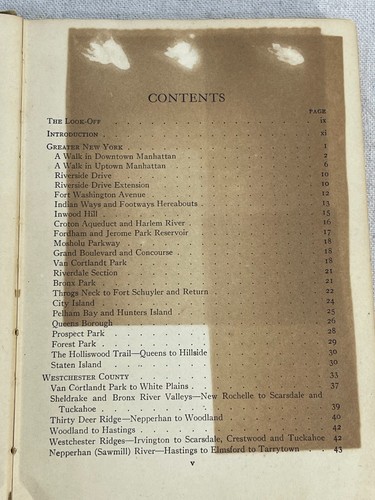 CONTENTS
PAGE
THE LOOK-OFF . . . . . . . . . . ix
INTRODUCTION . . . . . . . . . . xi
GREATER NEW YORK . . . . . . . . . . 1
A Walk in Downtown Manhattan . . . . . . . 2
A Walk in Uptown Manhattan . . . . . . . 6
Riverside Drive . . . . . . . . . . 10
Riverside Drive Extension . . . . . . . . 10
Fort Washington Avenue . . . . . . . . 12
Indian Ways and Footways Hereabouts . . . . . . 13
Inwood Hill . . . . . . . . . . 15
Croton Aqueduct and Harlem River . . . . . . . 16
Fordham and Jerome Park Reservoir . . . . . . 17
Mosholu Parkway . . . . . . . . . 18
Grand Boulevard and Concourse . . . . . . . 18
Van Cortlandt Park . . . . . . . . . 18
Riverdale Section . . . . . . . . . 21
Bronx Park . . . . . . . . . . 21
Throgs Neck to Fort Schuyler and Return . . . . . 22
City Island . . . . . . . . . . 24
Pelham Bay and Hunters Island . . . . . . . 25
Queens Borough . . . . . . . . . 26
Prospect Park . . . . . . . . . . 28
Forest Park . . . . . . . . . . 29
The Holliswood Trail—Queens to Hillside . . . . . 30
Staten Island . . . . . . . . . . 30
WESTCHESTER COUNTY . . . . . . . . . 33
Van Cortlandt Park to White Plains . . . . . . . 37
Sheldrake and Bronx River Valleys—New Rochelle to Scarsdale and
Tuckahoe . . . . . . . . . . 39
Thirty Deer Ridge—Nepperhan to Woodland . . . . . 40
Woodland to Hastings . . . . . . . . . 42
Westchester Ridges—Irvington to Scarsdale, Crestwood and Tuckahoe 42
Nepperhan (Sawmill) River—Hastings to Elmsford to Tarrytown . . 43
v